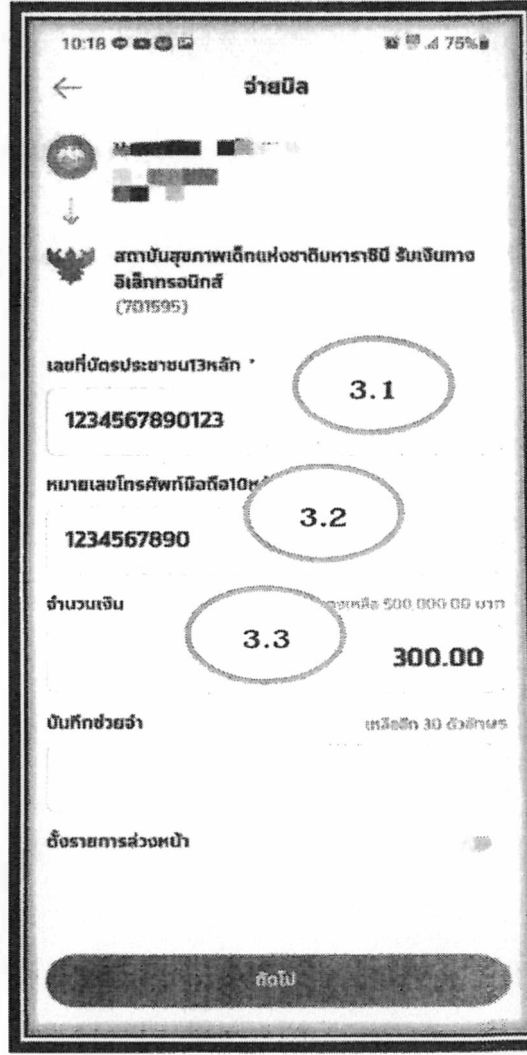 10:18
75%
จ่ายบิล
สถาบันสุขภาพเด็กแห่งชาติมหาราชินี รับเงินทาง
อิเล็กทรอนิกส์
(701595)
เลขที่บัตรประชาชน13หลัก *
3.1
1234567890123
หมายเลขโทรศัพท์มือถือ10
3.2
1234567890
จำนวนเงิน
500,000.00 บาท
3.3
300.00
บันทึกช่วยจำ
เหลืออีก 30 ตัวอักษร
ตั้งรายการล่วงหน้า
ถัดไป